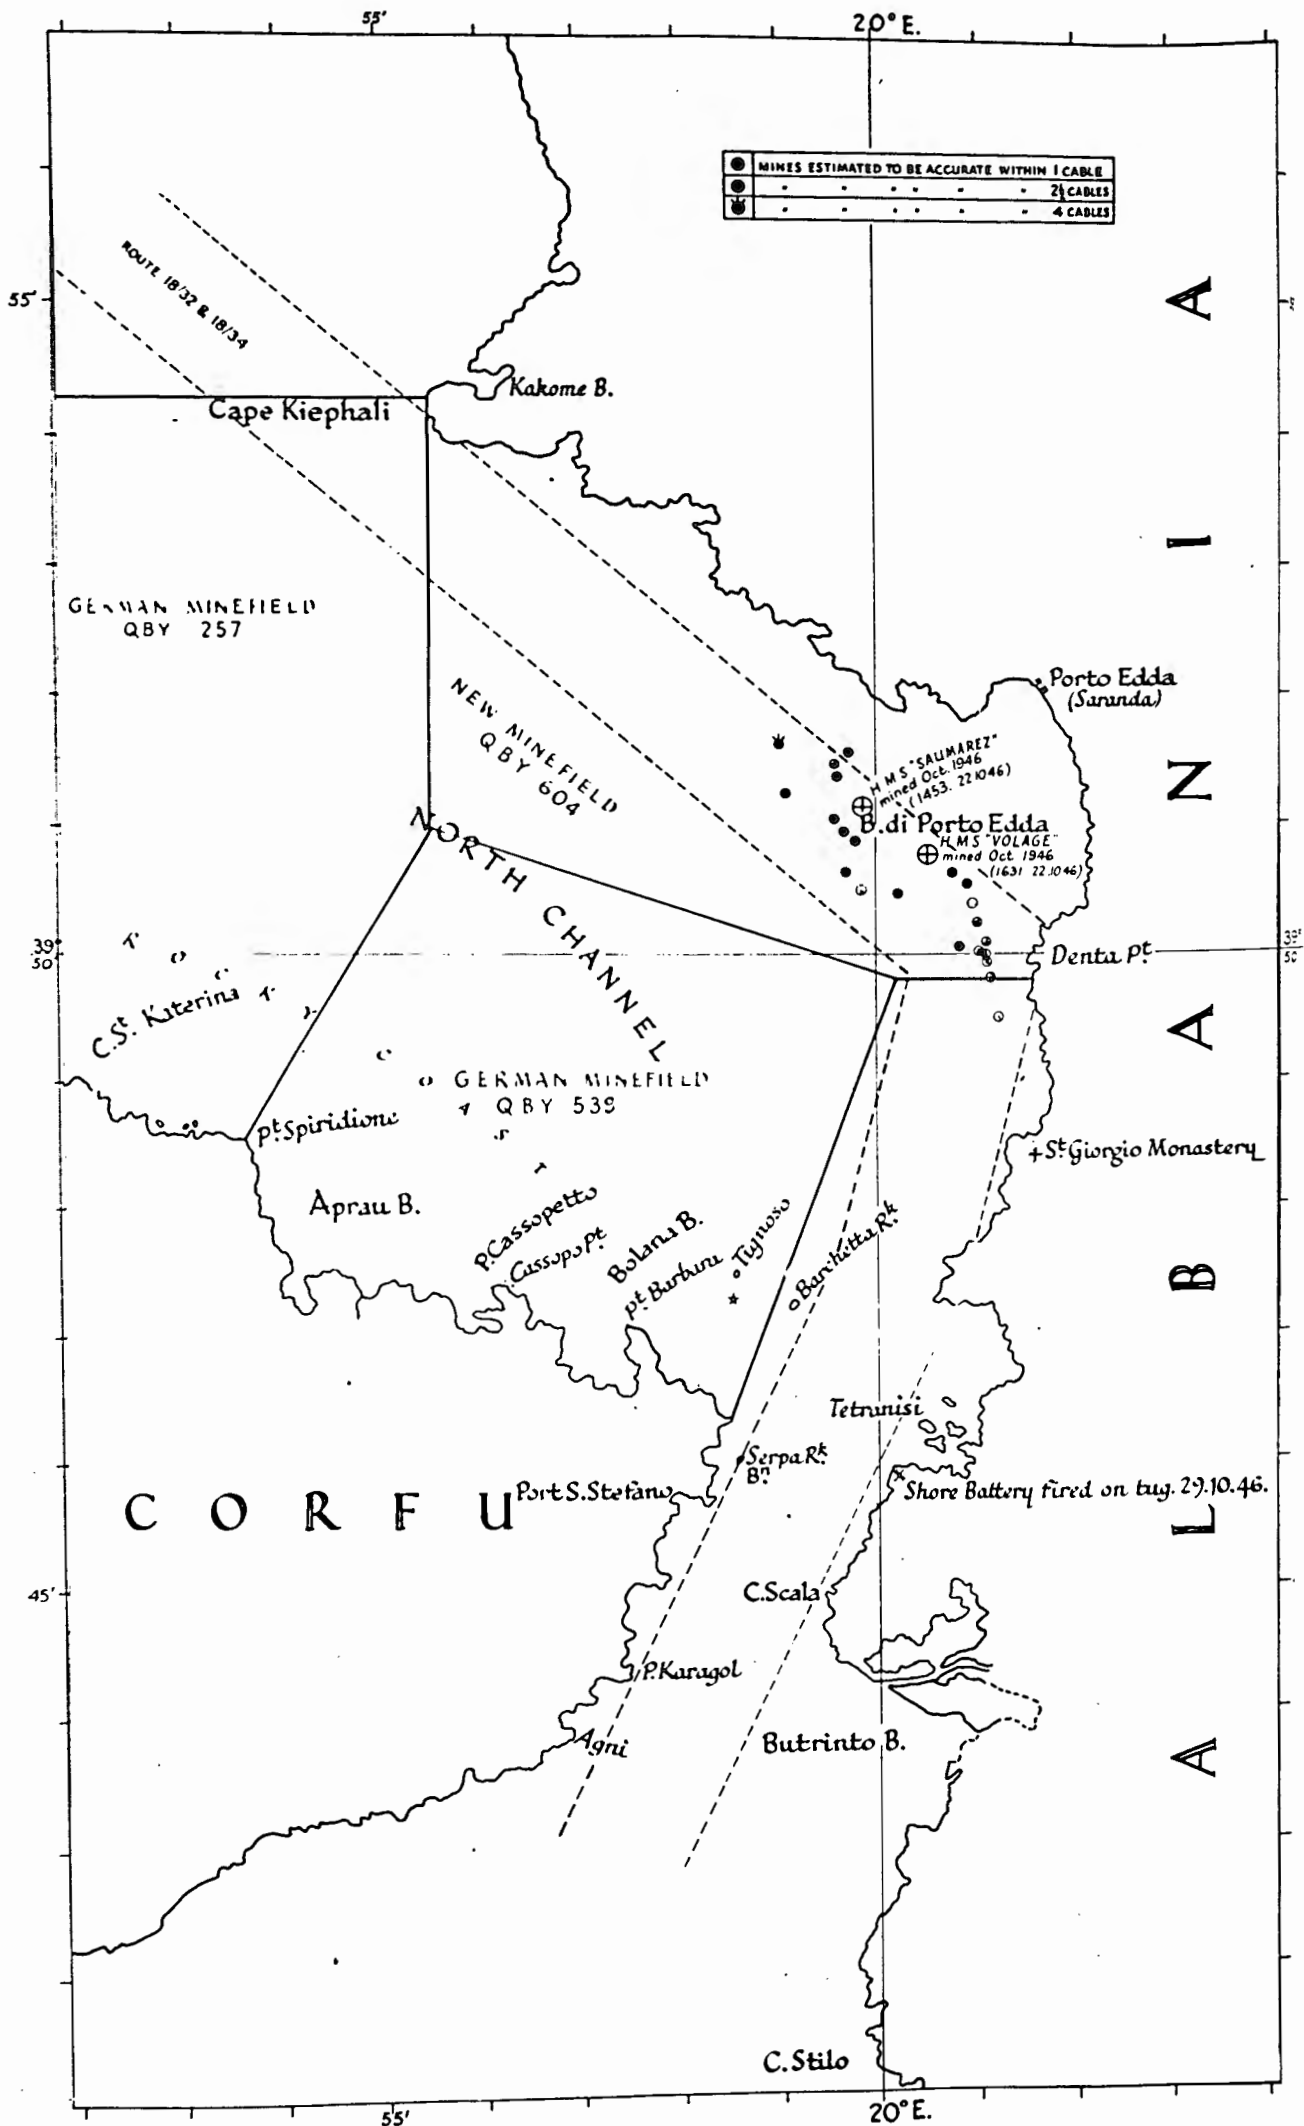 55'
20° E.
MINES ESTIMATED TO BE ACCURATE WITHIN 1 CABLE
" " " " " " 2½ CABLES
" " " " " " 4 CABLES
ROUTE 18/32 & 18/34
55'
Kakome B.
Cape Kiephali
GERMAN MINEFIELD
QBY 257
NEW MINEFIELD
QBY 604
Porto Edda
(Saranda)
H M S "SAUMAREZ"
mined Oct. 1946
(1453. 22.10.46)
B. di Porto Edda
H M S "VOLAGE"
mined Oct. 1946
(1631 22.10.46)
NORTH CHANNEL
39°
50'
Denta Pt.
39°
50'
C. St. Katerina
COAST
GERMAN MINEFIELD
QBY 539
pt. Spiridione
St. Giorgio Monastery
Aprau B.
P. Cassopetto
Cassopo Pt.
Bolana B.
pt. Barbara
Tignoso
Barchetta Rk.
Tetranisi
Serpa Rk.
Bn.
Port S. Stefano
Shore Battery fired on tug. 29.10.46.
CORFU
ALBANIA
45'
C. Scala
P. Karagol
Agni
Butrinto B.
C. Stilo
55'
20° E.